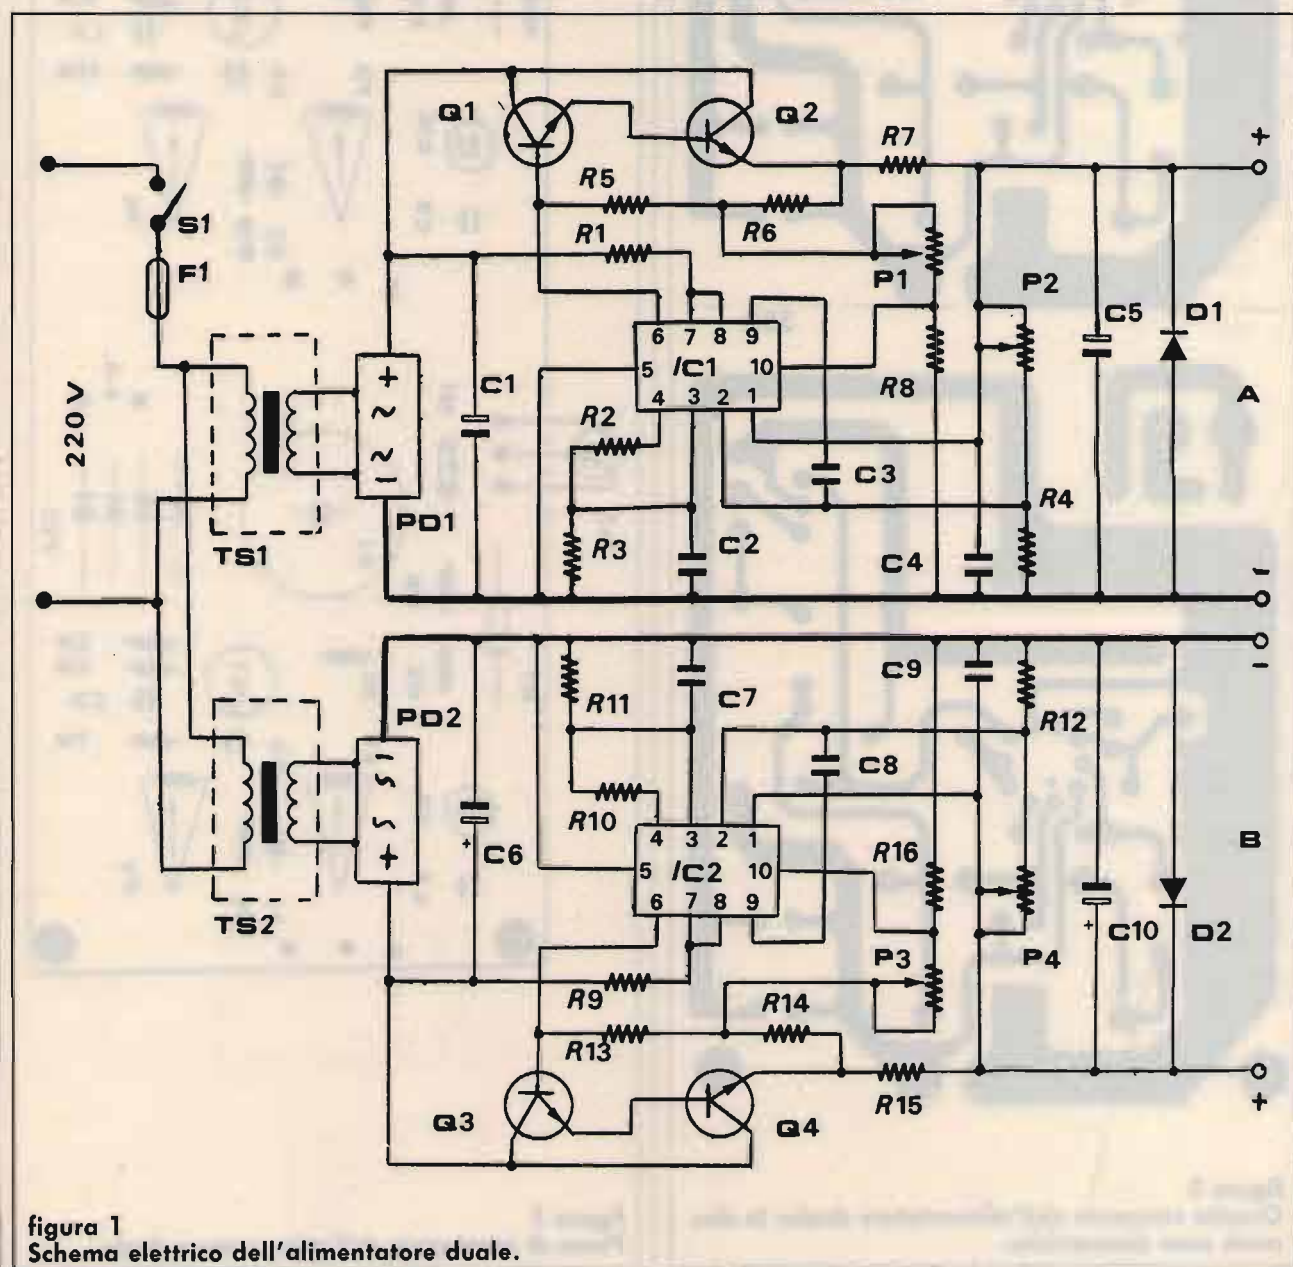 Q1
Q2
R7
+
S1
R5
R6
R1
P1
P2
F1
C5
D1
6 7 8 9
5 IC1 10
4 3 2 1
+
~
~
-
C1
R8
A
220V
R2
C3
R4
TS1
PD1
R3
C2
C4
-
-
C9
PD2
R11
C7
R12
-
~
~
+
C8
R10
4 3 2 1
5 IC2 10
6 7 8 9
R16
+
C6
B
TS2
P3
P4
+
C10
D2
R9
R14
R13
R15
+
Q3
Q4
figura 1
Schema elettrico dell'alimentatore duale.